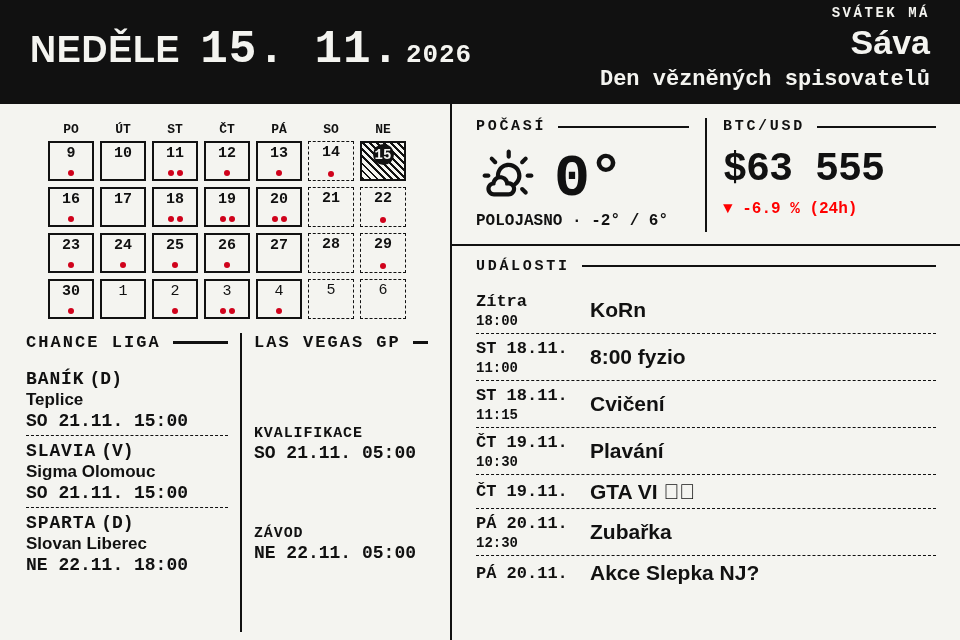 NEDĚLE 15. 11. 2026
SVÁTEK MÁ
Sáva
Den vězněných spisovatelů
PO ÚT ST ČT PÁ SO NE
9 10 11 12 13 14 15
16 17 18 19 20 21 22
23 24 25 26 27 28 29
30 1 2 3 4 5 6
CHANCE LIGA
BANÍK (D)
Teplice
SO 21.11. 15:00
SLAVIA (V)
Sigma Olomouc
SO 21.11. 15:00
SPARTA (D)
Slovan Liberec
NE 22.11. 18:00
LAS VEGAS GP
KVALIFIKACE
SO 21.11. 05:00
ZÁVOD
NE 22.11. 05:00
POČASÍ
0°
POLOJASNO · -2° / 6°
BTC/USD
$63 555
▼ -6.9 % (24h)
UDÁLOSTI
Zítra
18:00
KoRn
ST 18.11.
11:00
8:00 fyzio
ST 18.11.
11:15
Cvičení
ČT 19.11.
10:30
Plavání
ČT 19.11.
GTA VI
PÁ 20.11.
12:30
Zubařka
PÁ 20.11.
Akce Slepka NJ?